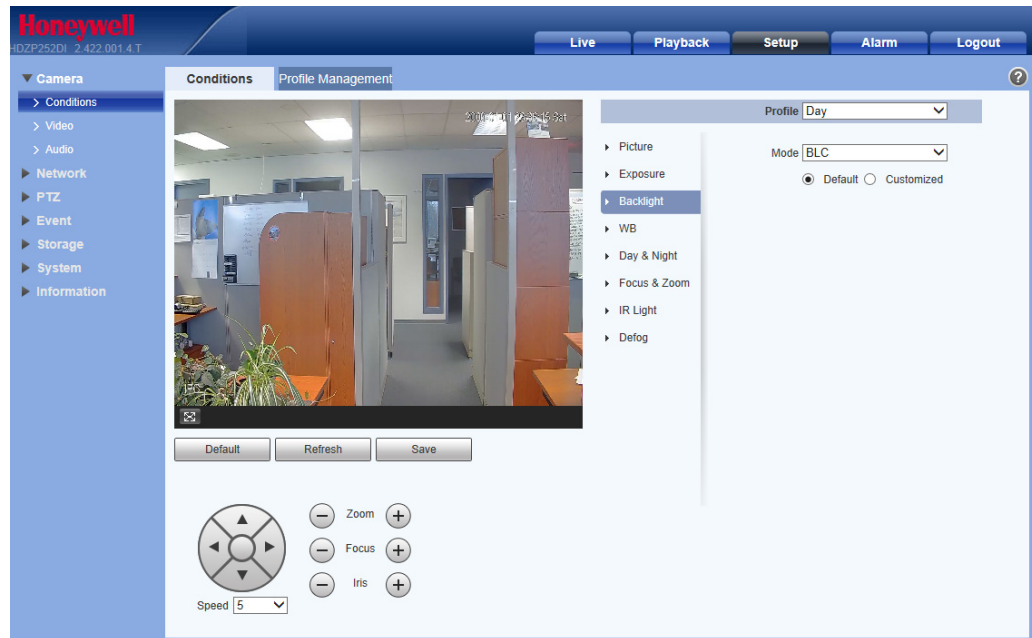 Honeywell
HDZP252DI 2.422.001.4.T
Live
Playback
Setup
Alarm
Logout
Camera
Conditions
Video
Audio
Network
PTZ
Event
Storage
System
Information
Conditions
Profile Management
?
Profile Day
Picture
Exposure
Backlight
WB
Day & Night
Focus & Zoom
IR Light
Defog
Mode BLC
Default Customized
Default
Refresh
Save
Zoom
Focus
Iris
Speed 5